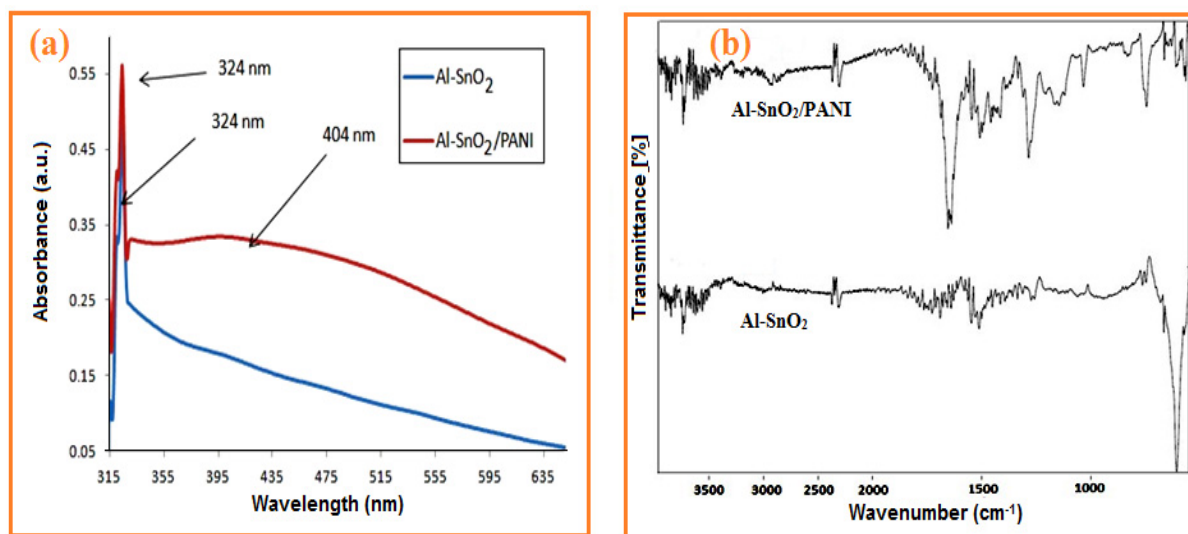 (a)
324 nm
324 nm
404 nm
Al-SnO₂
Al-SnO₂/PANI
Absorbance (a.u.)
0.55
0.45
0.35
0.25
0.15
0.05
315 355 395 435 475 515 555 595 635
Wavelength (nm)
(b)
Al-SnO₂/PANI
Al-SnO₂
Transmittance [%]
3500 3000 2500 2000 1500 1000
Wavenumber (cm⁻¹)